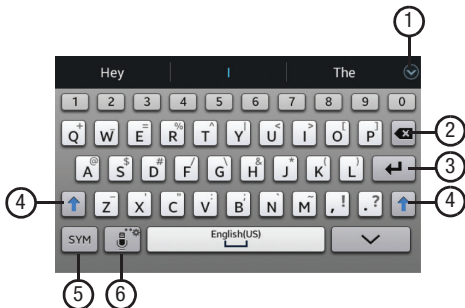 1
Hey I The
1 2 3 4 5 6 7 8 9 0
Q+ W_ E= R% T^ Y| U< I> O[ P] 2
A@ S$ D# F/ G\ H& J* K( L) 3
4 Z- X' C" V: B; N` M~ ,! .? 4
SYM English(US)
5 6